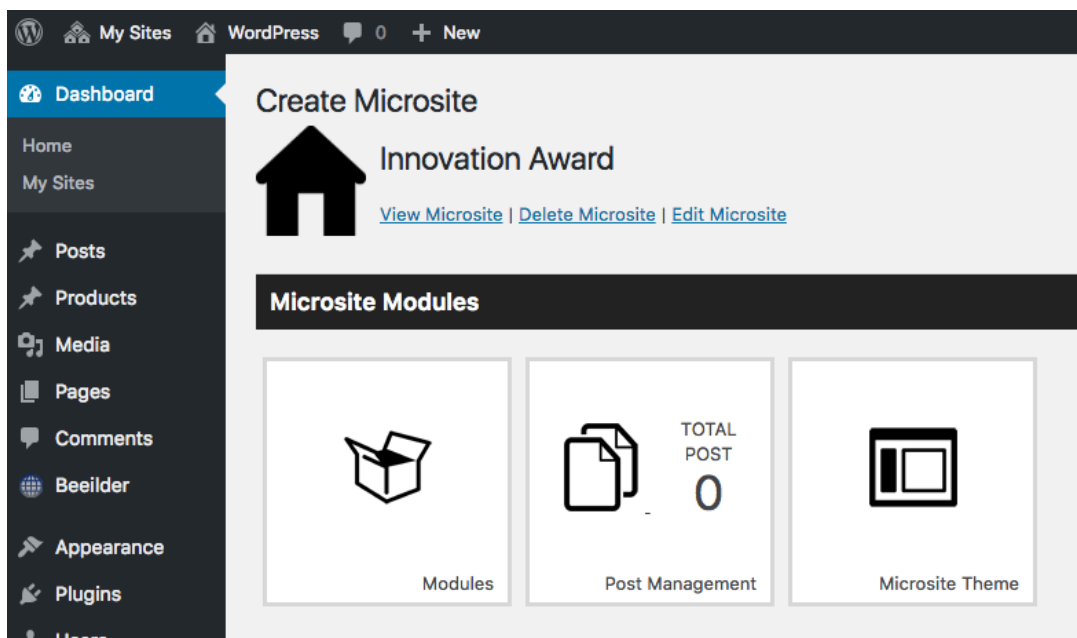 My Sites WordPress 0 + New
Dashboard
Home
My Sites
Posts
Products
Media
Pages
Comments
Beeilder
Appearance
Plugins
Users
Create Microsite
Innovation Award
View Microsite | Delete Microsite | Edit Microsite
Microsite Modules
Modules
TOTAL
POST
0
Post Management
Microsite Theme